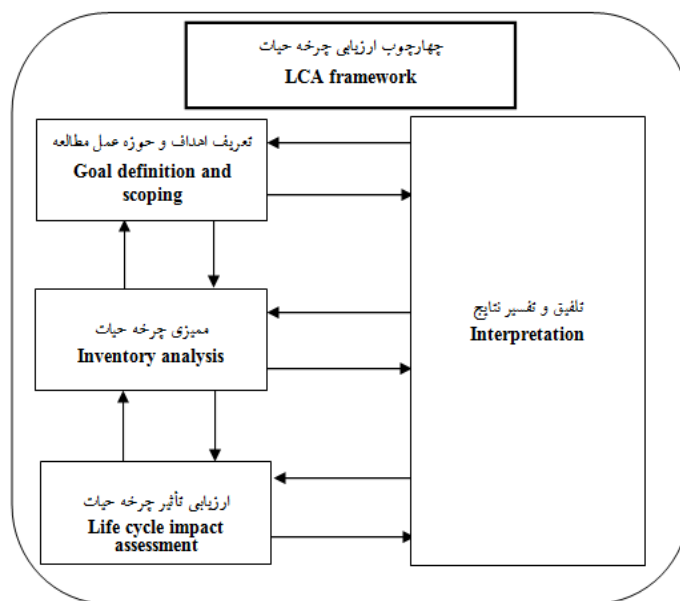 چهارچوب ارزیابی چرخه حیات
LCA framework
تعریف اهداف و حوزه عمل مطالعه
Goal definition and
scoping
ممیزی چرخه حیات
Inventory analysis
ارزیابی تأثیر چرخه حیات
Life cycle impact
assessment
تلفیق و تفسیر نتایج
Interpretation